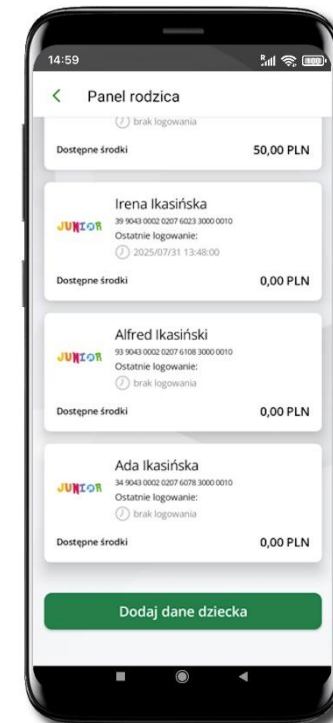 14:59
Panel rodzica
brak logowania
Dostępne środki 50,00 PLN
Irena Ikasińska
39 9043 0002 0207 6023 3000 0010
JUNIOR
Ostatnie logowanie:
2025/07/31 13:48:00
Dostępne środki 0,00 PLN
Alfred Ikasiński
93 9043 0002 0207 6108 3000 0010
JUNIOR
Ostatnie logowanie:
brak logowania
Dostępne środki 0,00 PLN
Ada Ikasińska
34 9043 0002 0207 6078 3000 0010
JUNIOR
Ostatnie logowanie:
brak logowania
Dostępne środki 0,00 PLN
Dodaj dane dziecka